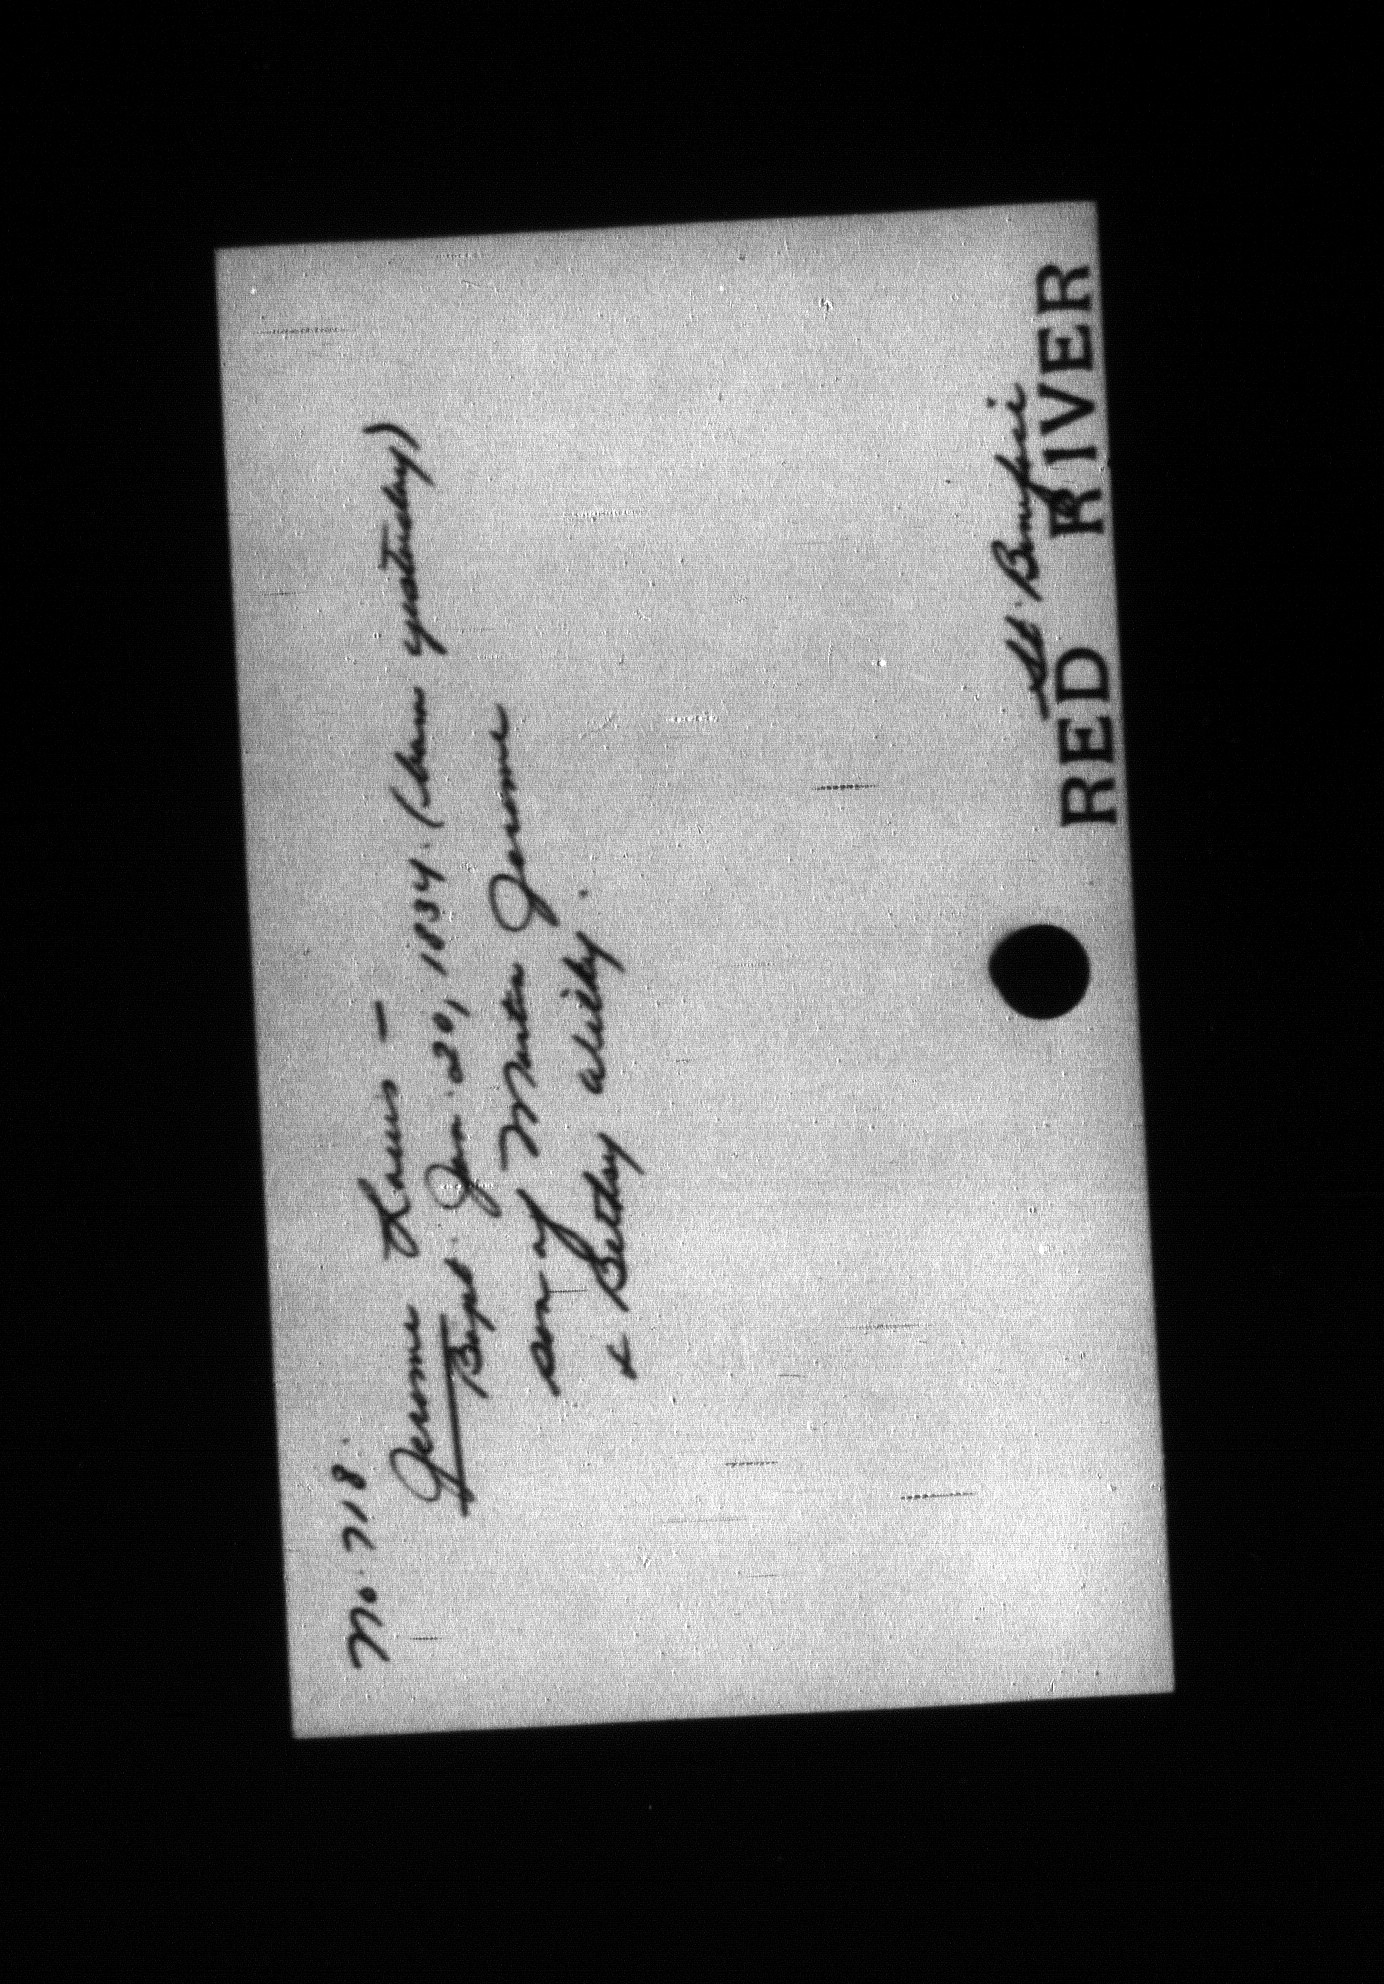 No. 718.
Jerome Louis —
Bapt. Jan. 20, 1834. (born yesterday)
son of Martin Jerome
& Betsy Wilky.
St. Boniface
RED RIVER